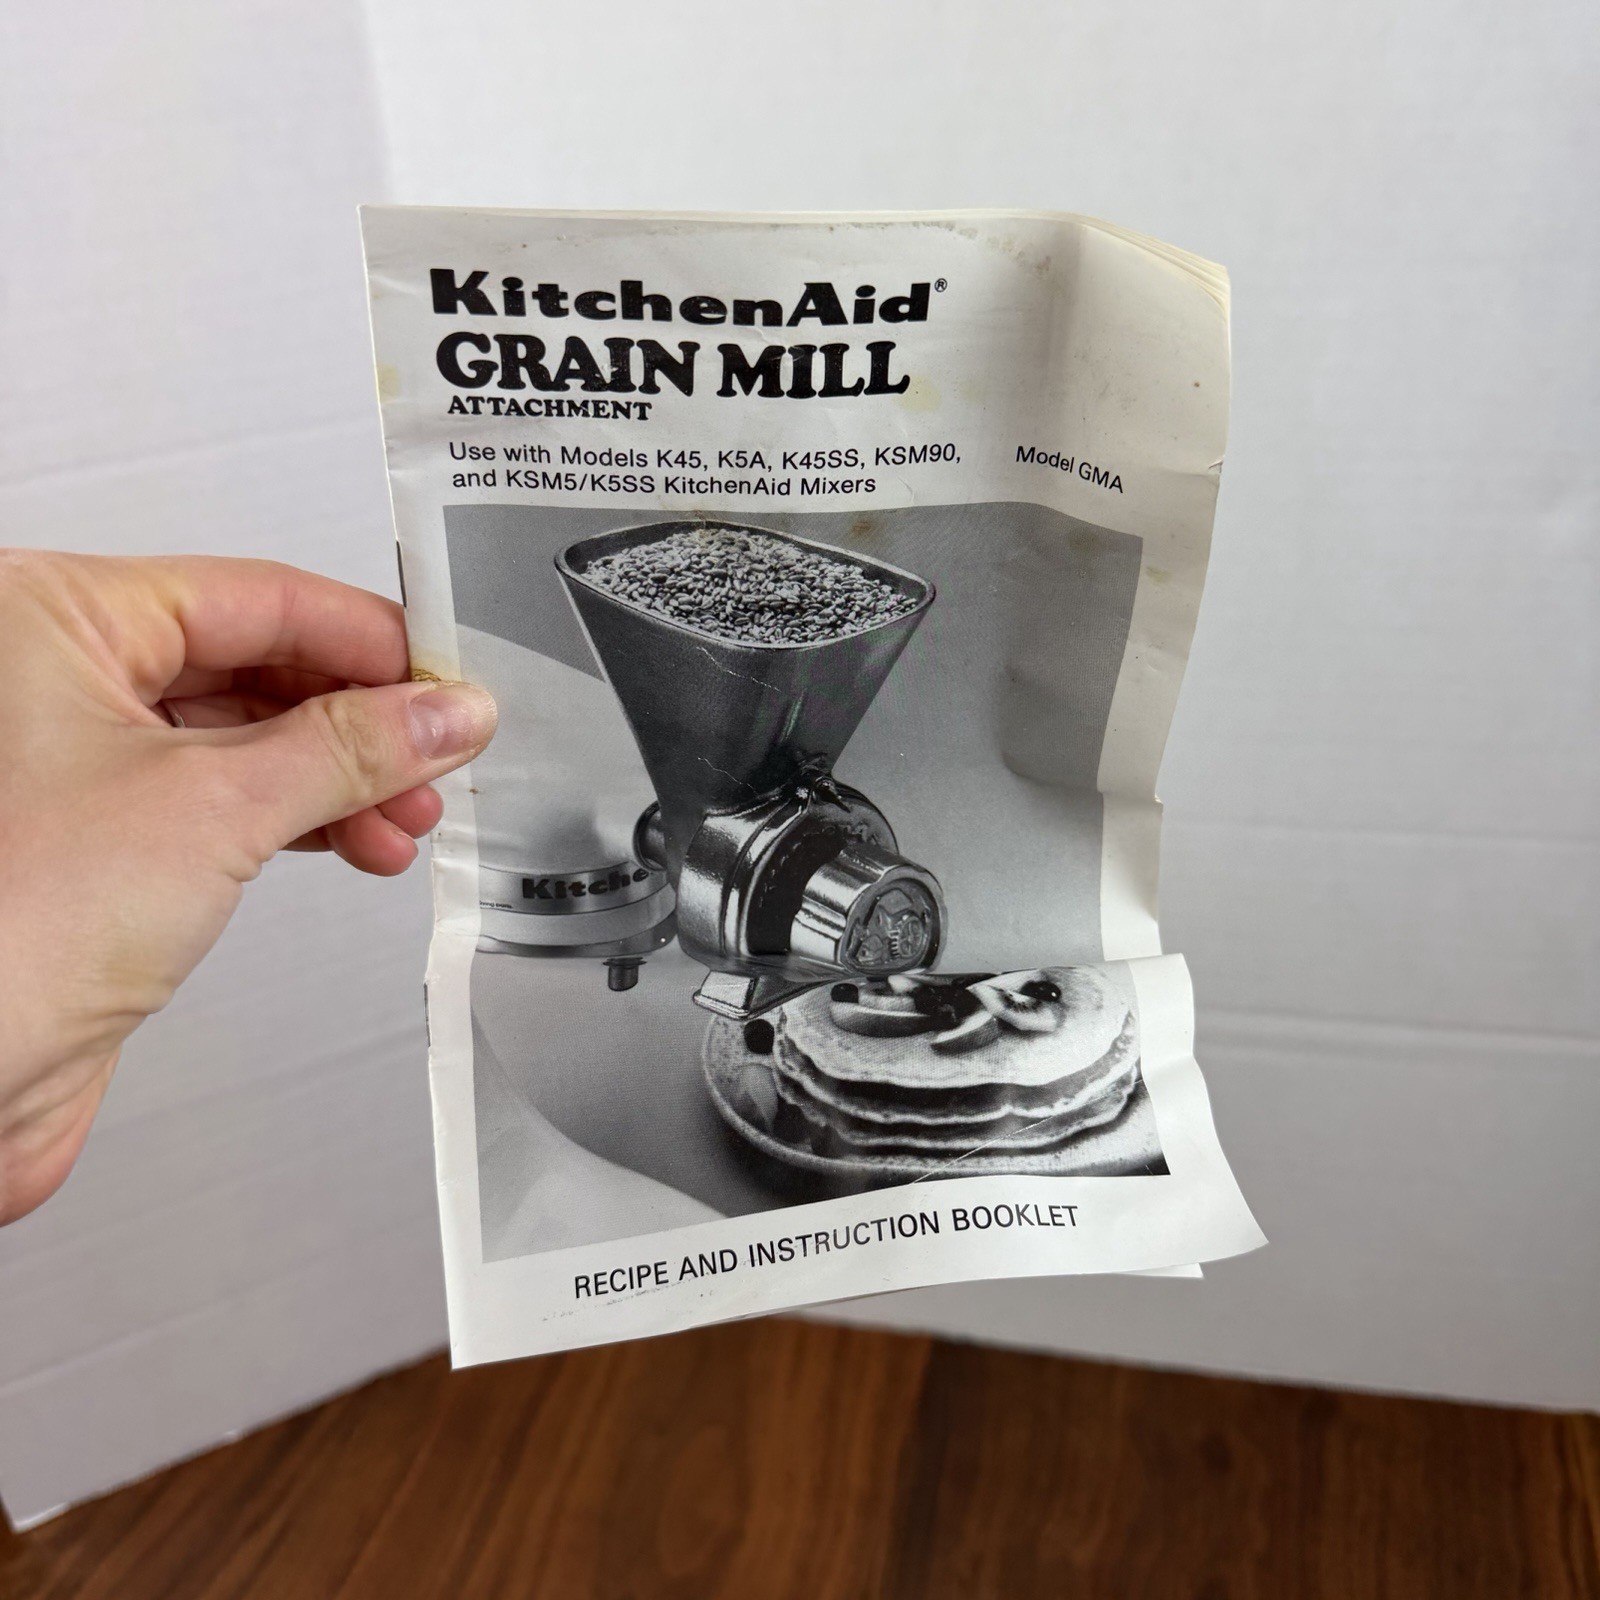 KitchenAid®
GRAIN MILL
ATTACHMENT
Use with Models K45, K5A, K45SS, KSM90,
and KSM5/K5SS KitchenAid Mixers
Model GMA
Kitche
RECIPE AND INSTRUCTION BOOKLET